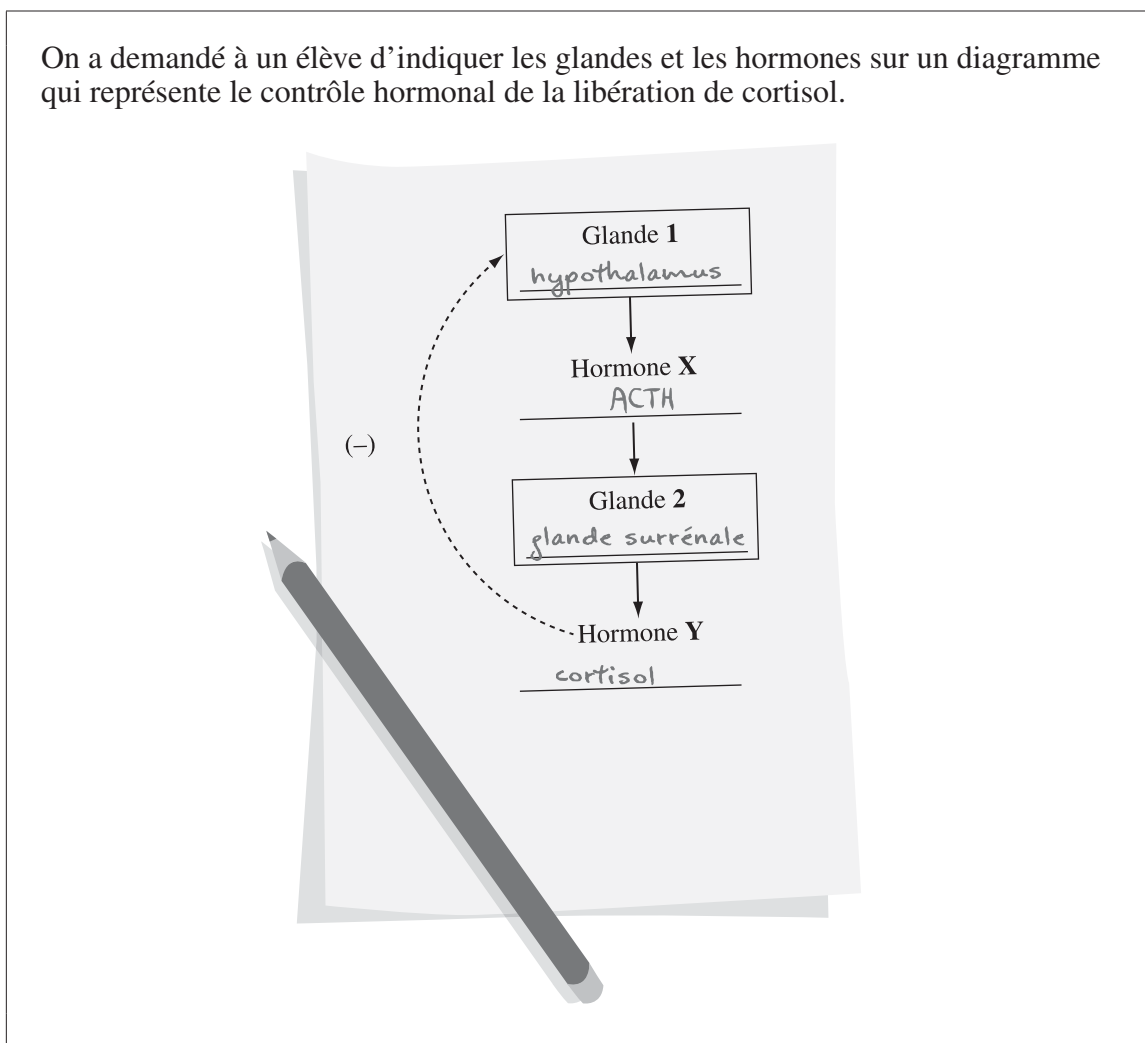 On a demandé à un élève d'indiquer les glandes et les hormones sur un diagramme
qui représente le contrôle hormonal de la libération de cortisol.
Glande 1
hypothalamus
Hormone X
ACTH
(–)
Glande 2
glande surrénale
Hormone Y
cortisol